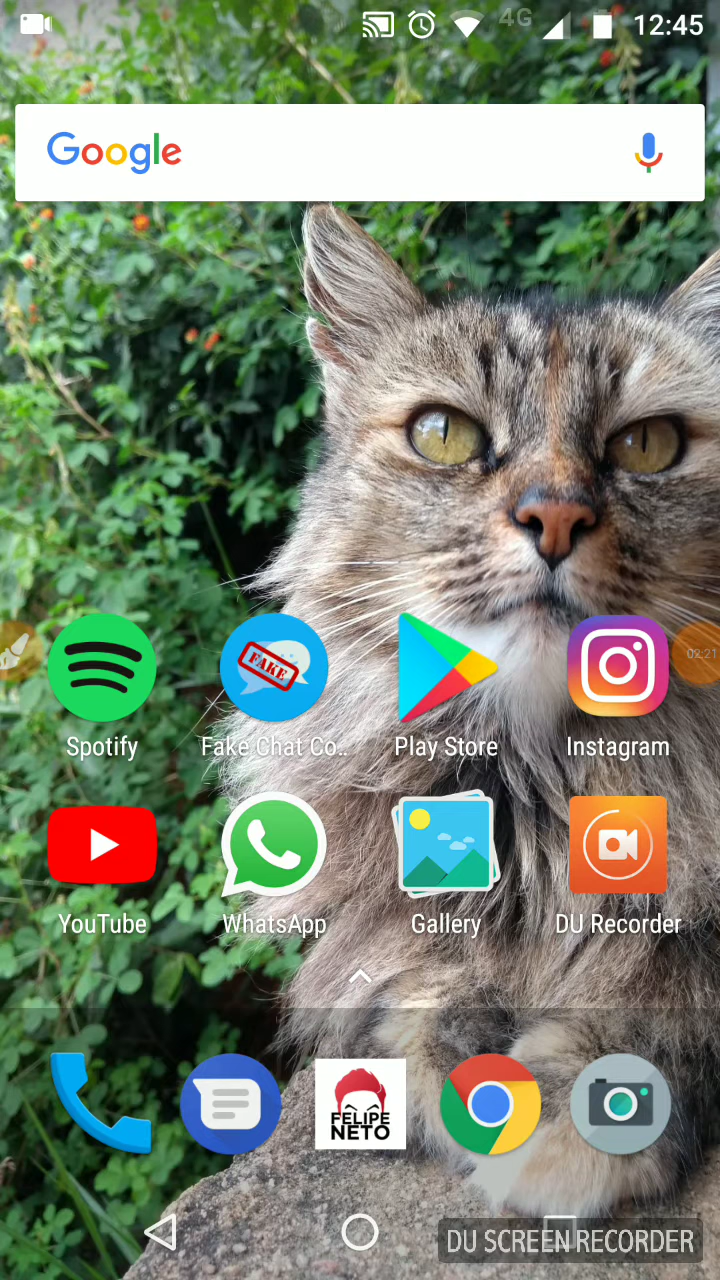 4G 12:45
Google
02:21
FAKE
Spotify Fake Chat Co.. Play Store Instagram
YouTube WhatsApp Gallery DU Recorder
FELIPE
NETO
DU SCREEN RECORDER